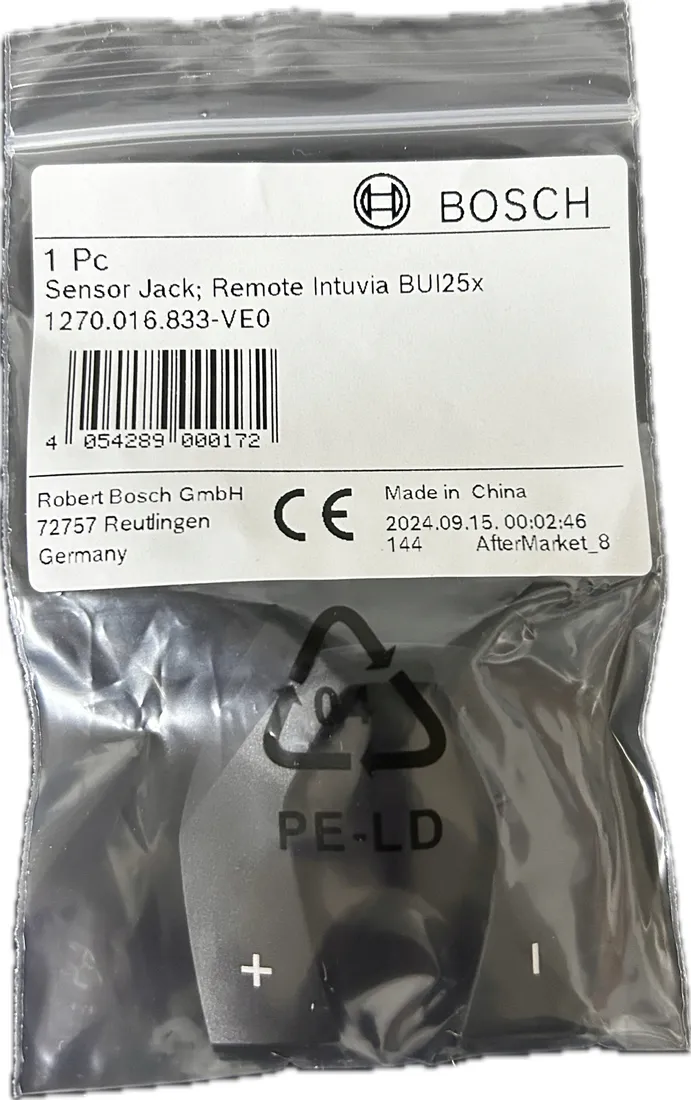 BOSCH
1 Pc
Sensor Jack; Remote Intuvia BUI25x
1270.016.833-VE0
4 054289 000172
Robert Bosch GmbH
72757 Reutlingen
Germany
CE
Made in China
2024.09.15. 00:02:46
144 AfterMarket_8
04
PE-LD
+ -